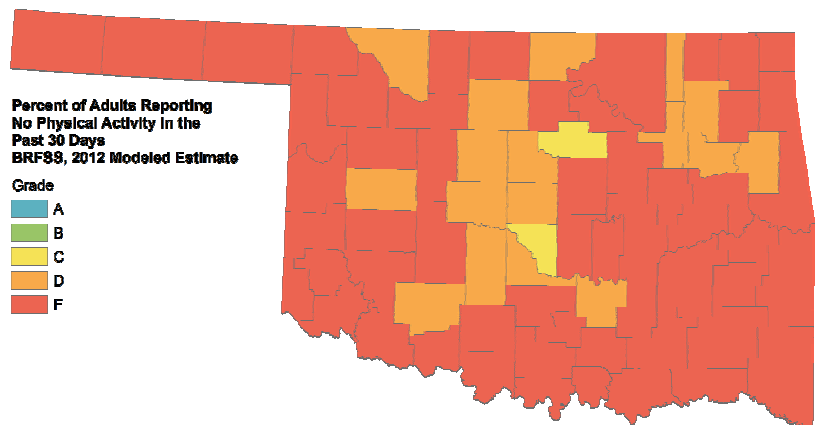 Percent of Adults Reporting
No Physical Activity in the
Past 30 Days
BRFSS, 2012 Modeled Estimate
Grade
A
B
C
D
F